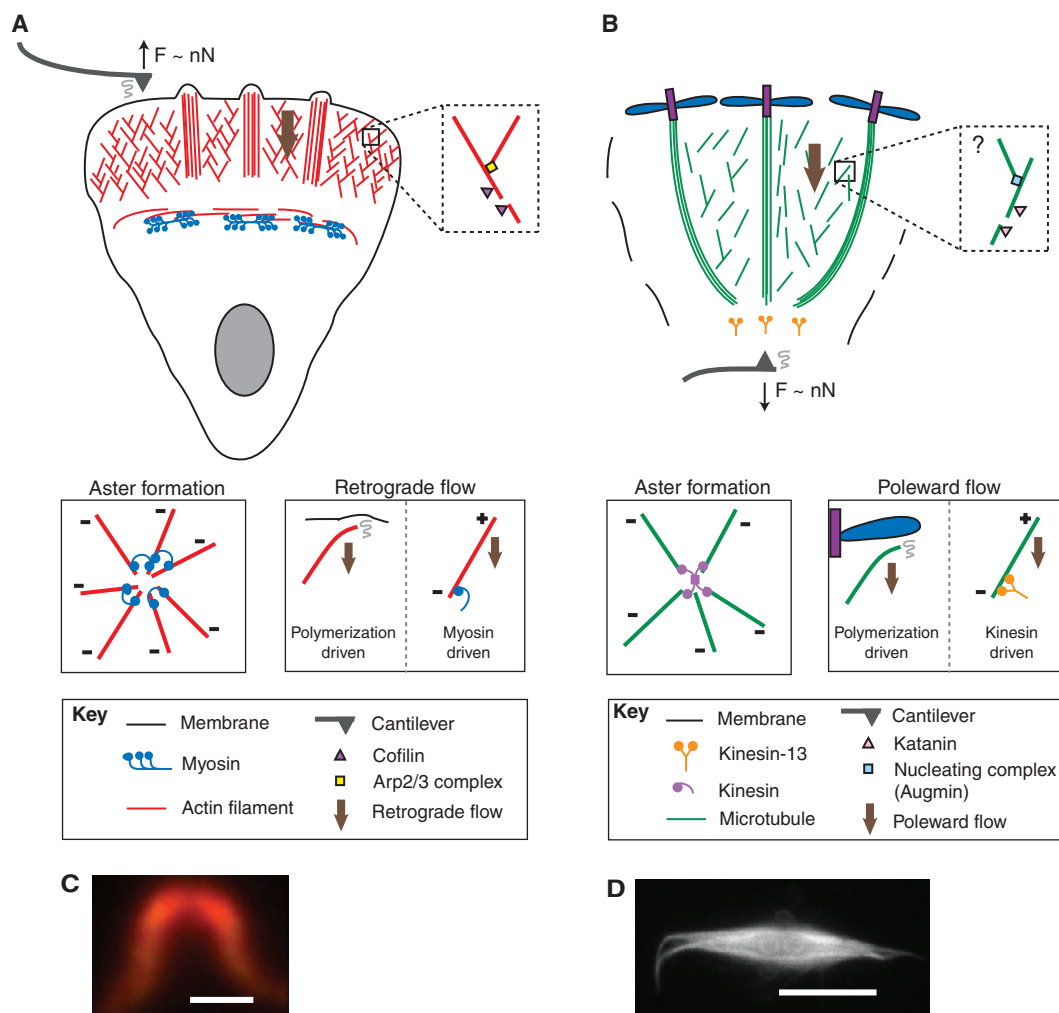 A
F ~ nN
Aster formation
Retrograde flow
- - - - - - -
+
-
Polymerization
driven
Myosin
driven
Key
Membrane
Myosin
Actin filament
Cantilever
Cofilin
Arp2/3 complex
Retrograde flow
B
?
F ~ nN
Aster formation
Poleward flow
- - - - -
+
-
Polymerization
driven
Kinesin
driven
Key
Membrane
Kinesin-13
Kinesin
Microtubule
Cantilever
Katanin
Nucleating complex
(Augmin)
Poleward flow
C
D